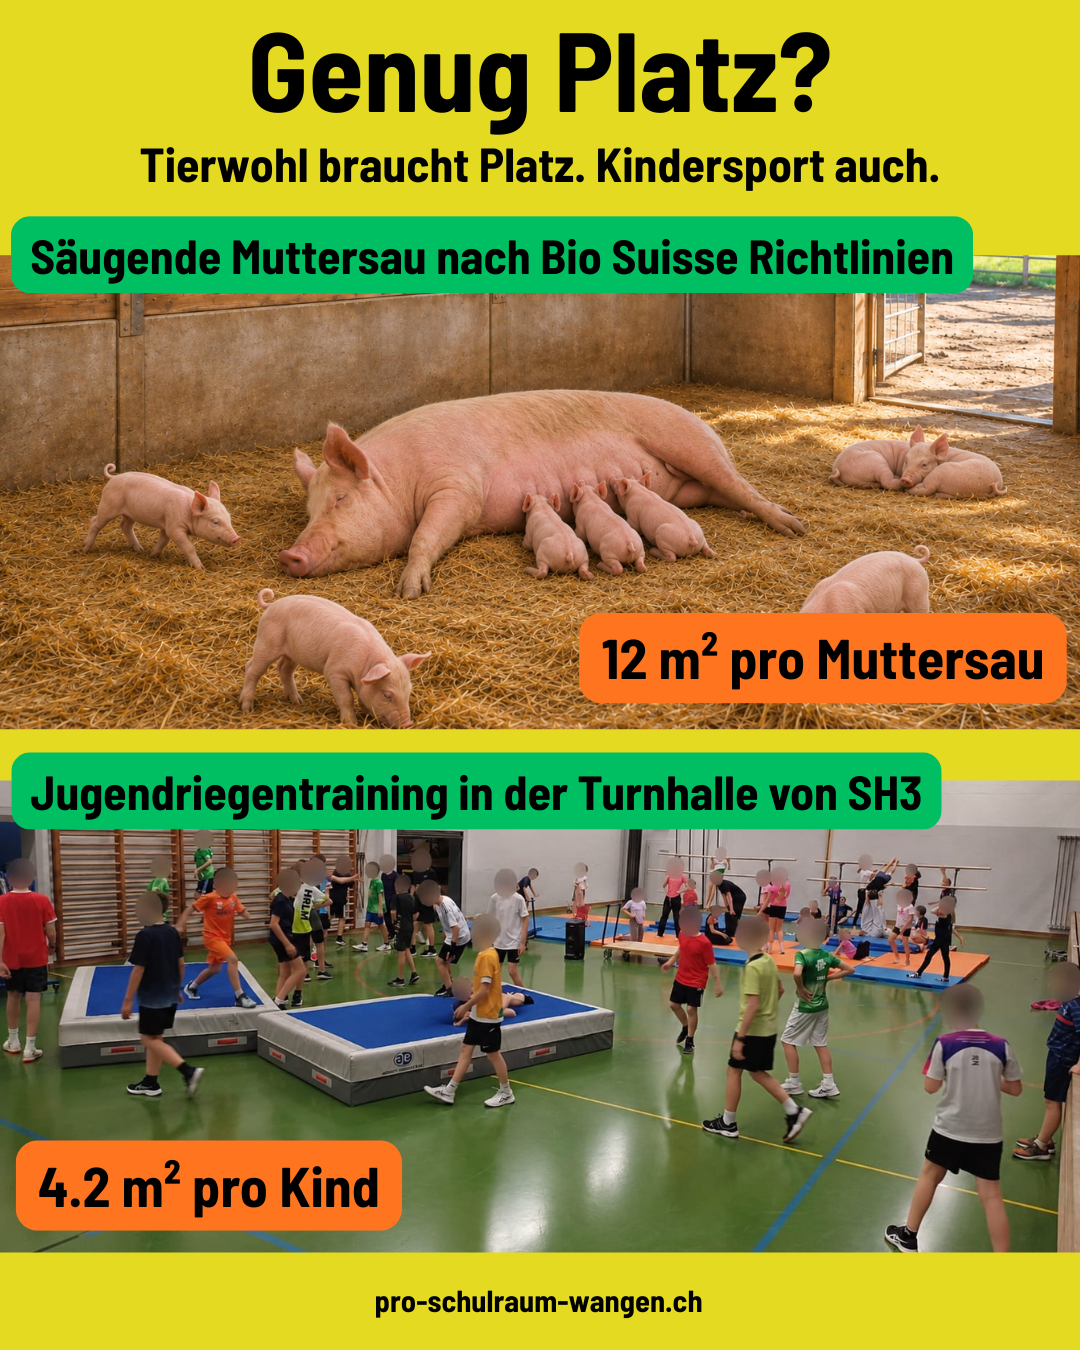 Genug Platz?
Tierwohl braucht Platz. Kindersport auch.
Säugende Muttersau nach Bio Suisse Richtlinien
12 m² pro Muttersau
Jugendriegentraining in der Turnhalle von SH3
4.2 m² pro Kind
pro-schulraum-wangen.ch